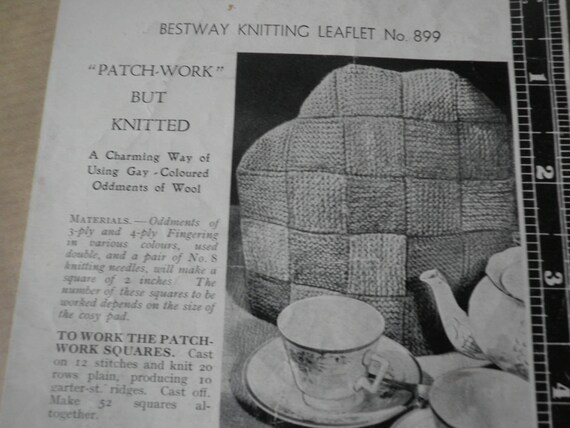 BESTWAY KNITTING LEAFLET No. 899
"PATCH-WORK"
BUT
KNITTED
A Charming Way of
Using Gay-Coloured
Oddments of Wool
MATERIALS.—Oddments of
3-ply and 4-ply Fingering
in various colours, used
double, and a pair of No. 8
knitting needles, will make a
square of 2 inches. The
number of these squares to be
worked depends on the size of
the cosy pad.
TO WORK THE PATCH-
WORK SQUARES. Cast
on 12 stitches and knit 20
rows plain, producing 10
garter-st. ridges. Cast off.
Make 52 squares al-
together.
1
2
3
4